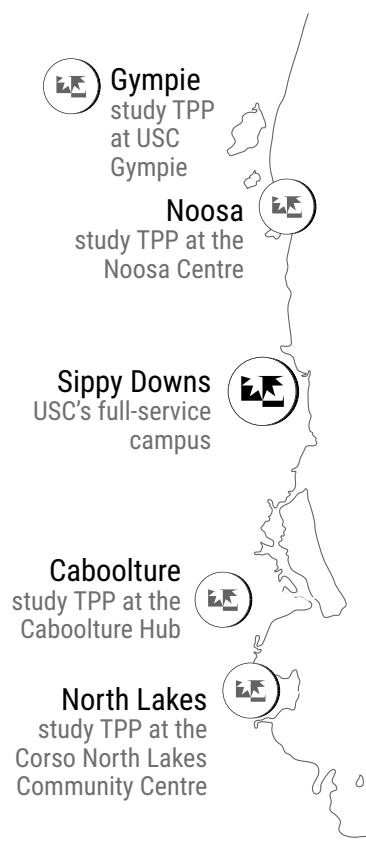 Gympie
study TPP
at USC
Gympie
Noosa
study TPP at the
Noosa Centre
Sippy Downs
USC's full-service
campus
Caboolture
study TPP at the
Caboolture Hub
North Lakes
study TPP at the
Corso North Lakes
Community Centre